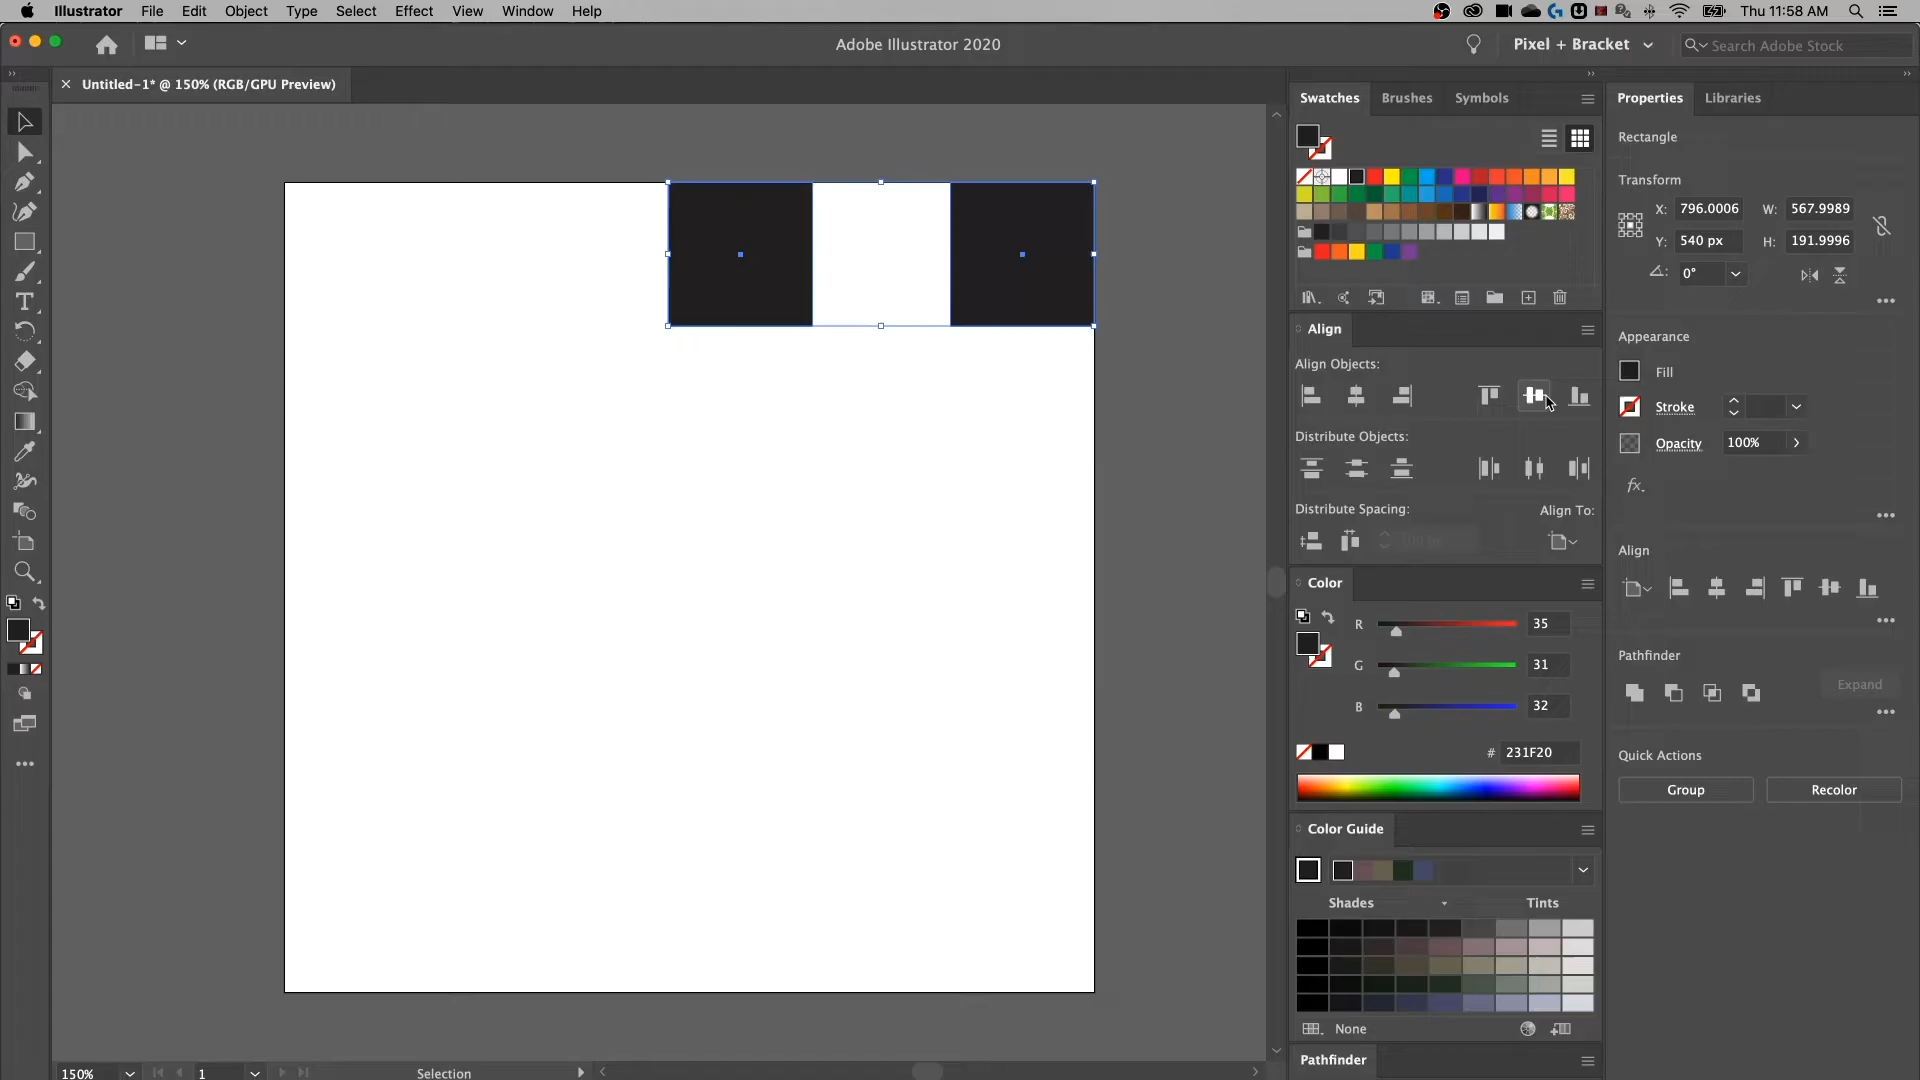 Illustrator File Edit Object Type Select Effect View Window Help Thu 11:58 AM
Adobe Illustrator 2020 Pixel + Bracket Search Adobe Stock
Untitled-1* @ 150% (RGB/GPU Preview)
Swatches Brushes Symbols
Align
Align Objects:
Distribute Objects:
Distribute Spacing: Align To:
Color
R 35
G 31
B 32
# 231F20
Color Guide
Shades Tints
None
Pathfinder
Properties Libraries
Rectangle
Transform
X: 796.0006 W: 567.9989
Y: 540 px H: 191.9996
0°
Appearance
Fill
Stroke
Opacity 100%
fx.
Align
Pathfinder
Expand
Quick Actions
Group Recolor
150% 1 Selection